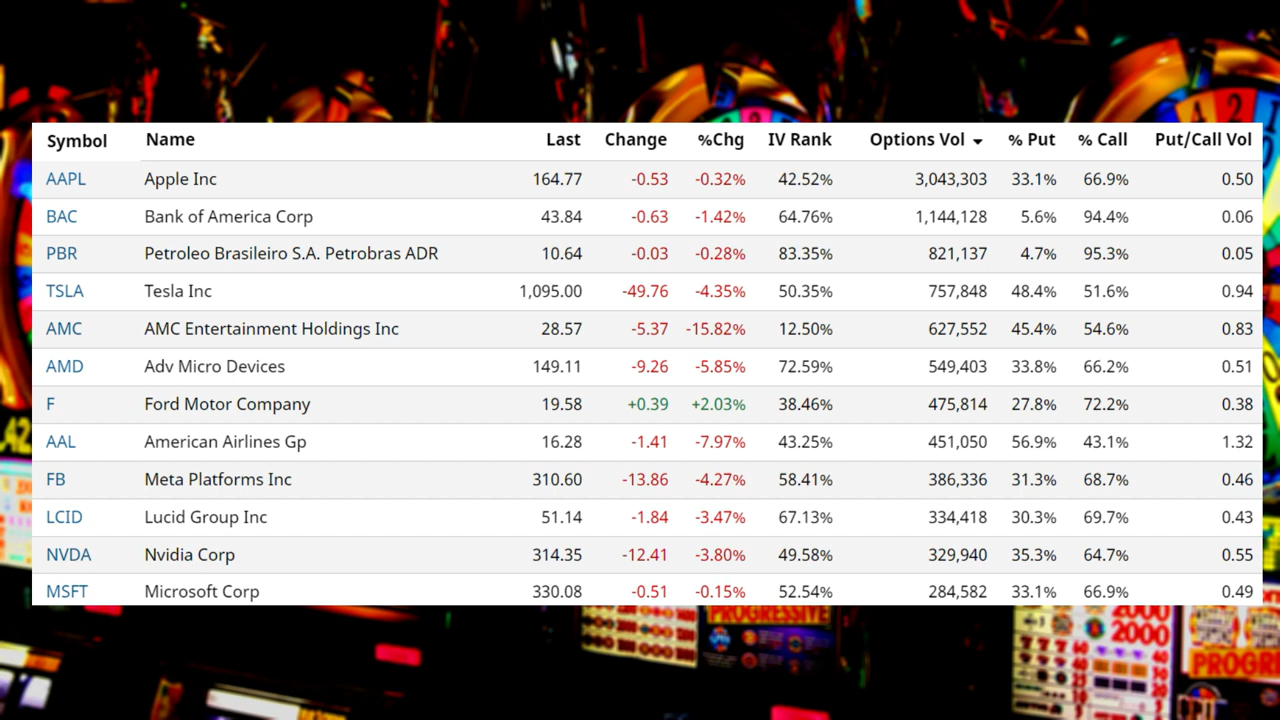 Symbol Name Last Change %Chg IV Rank Options Vol % Put % Call Put/Call Vol
AAPL Apple Inc 164.77 -0.53 -0.32% 42.52% 3,043,303 33.1% 66.9% 0.50
BAC Bank of America Corp 43.84 -0.63 -1.42% 64.76% 1,144,128 5.6% 94.4% 0.06
PBR Petroleo Brasileiro S.A. Petrobras ADR 10.64 -0.03 -0.28% 83.35% 821,137 4.7% 95.3% 0.05
TSLA Tesla Inc 1,095.00 -49.76 -4.35% 50.35% 757,848 48.4% 51.6% 0.94
AMC AMC Entertainment Holdings Inc 28.57 -5.37 -15.82% 12.50% 627,552 45.4% 54.6% 0.83
AMD Adv Micro Devices 149.11 -9.26 -5.85% 72.59% 549,403 33.8% 66.2% 0.51
F Ford Motor Company 19.58 +0.39 +2.03% 38.46% 475,814 27.8% 72.2% 0.38
AAL American Airlines Gp 16.28 -1.41 -7.97% 43.25% 451,050 56.9% 43.1% 1.32
FB Meta Platforms Inc 310.60 -13.86 -4.27% 58.41% 386,336 31.3% 68.7% 0.46
LCID Lucid Group Inc 51.14 -1.84 -3.47% 67.13% 334,418 30.3% 69.7% 0.43
NVDA Nvidia Corp 314.35 -12.41 -3.80% 49.58% 329,940 35.3% 64.7% 0.55
MSFT Microsoft Corp 330.08 -0.51 -0.15% 52.54% 284,582 33.1% 66.9% 0.49
PROGRESSIVE
2000